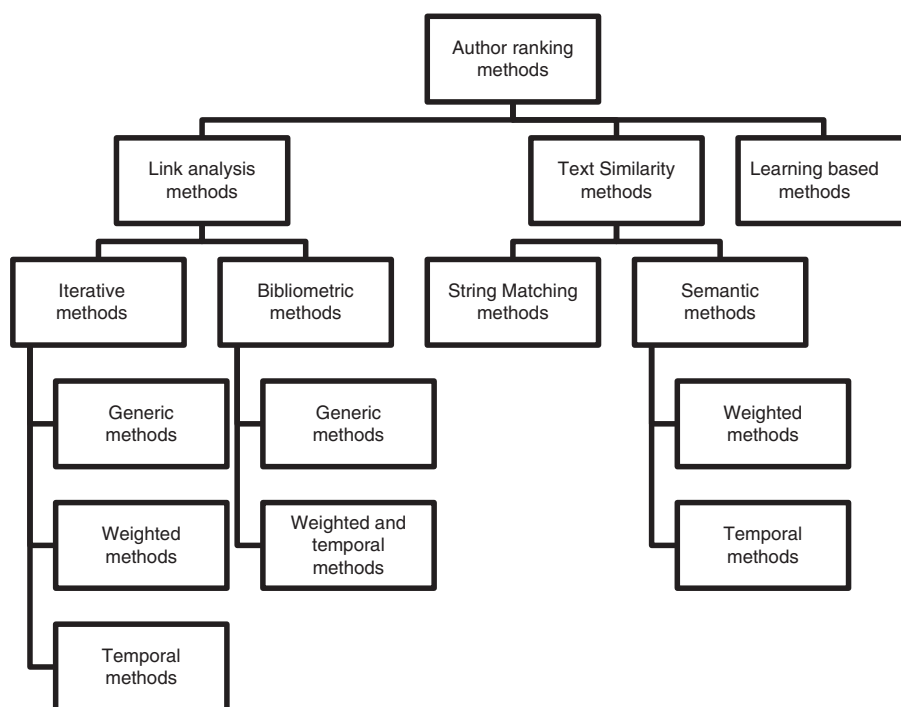 Author ranking
methods
Link analysis
methods
Text Similarity
methods
Learning based
methods
Iterative
methods
Bibliometric
methods
String Matching
methods
Semantic
methods
Generic
methods
Generic
methods
Weighted
methods
Weighted
methods
Weighted and
temporal
methods
Temporal
methods
Temporal
methods